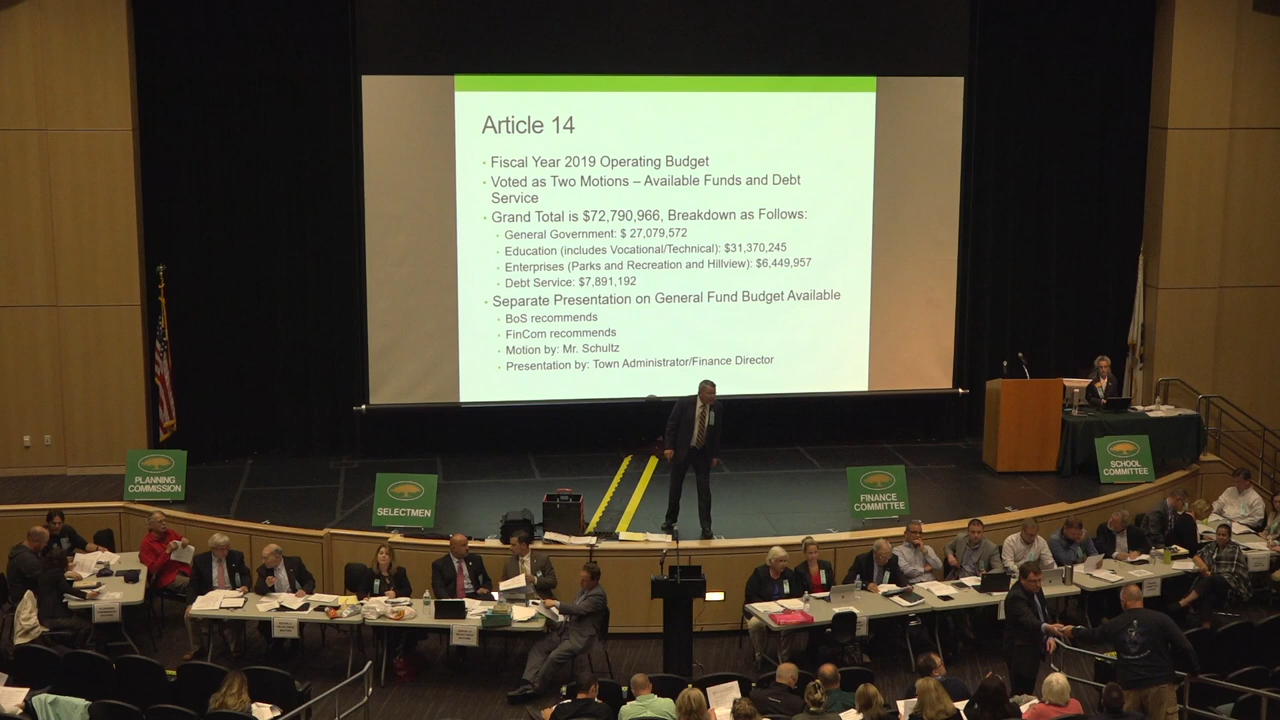 Article 14
Fiscal Year 2019 Operating Budget
Voted as Two Motions – Available Funds and Debt
Service
Grand Total is $72,790,966, Breakdown as Follows:
General Government: $ 27,079,572
Education (includes Vocational/Technical): $31,370,245
Enterprises (Parks and Recreation and Hillview): $6,449,957
Debt Service: $7,891,192
Separate Presentation on General Fund Budget Available
BoS recommends
FinCom recommends
Motion by: Mr. Schultz
Presentation by: Town Administrator/Finance Director
PLANNING
COMMISSION
SELECTMEN
FINANCE
COMMITTEE
SCHOOL
COMMITTEE